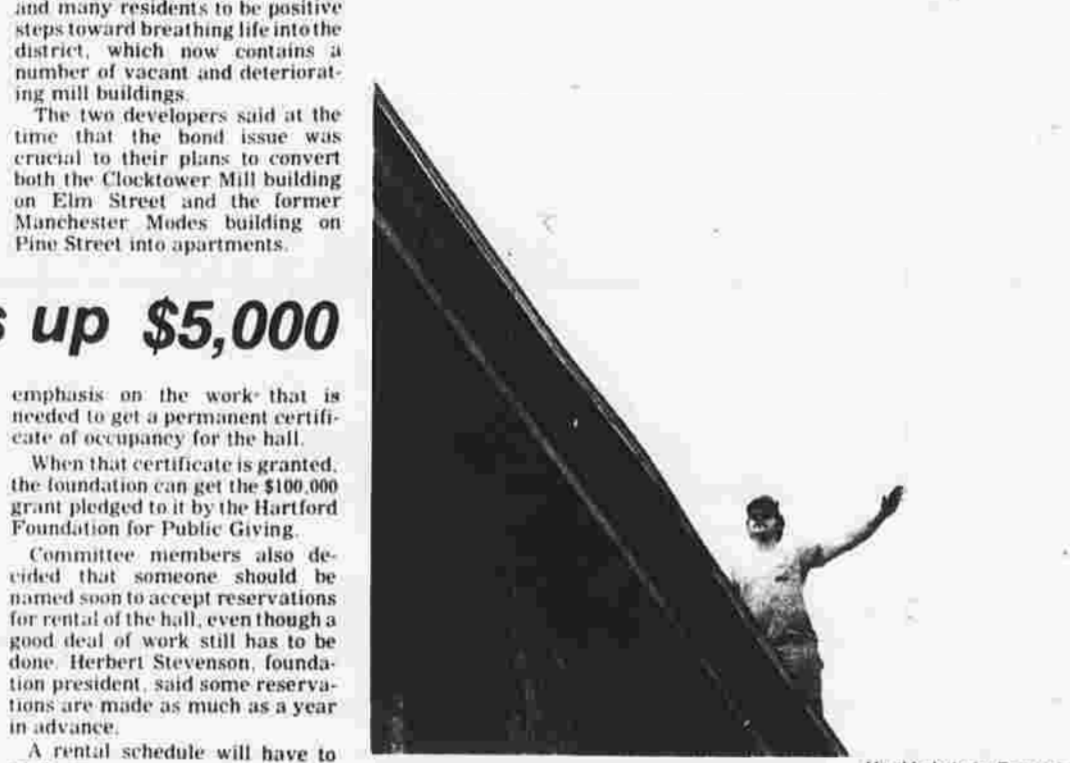 and many residents to be positive
steps toward breathing life into the
district, which now contains a
number of vacant and deteriorat-
ing mill buildings.
The two developers said at the
time that the bond issue was
crucial to their plans to convert
both the Clocktower Mill building
on Elm Street and the former
Manchester Modes building on
Pine Street into apartments.
up $5,000
emphasis on the work that is
needed to get a permanent certifi-
cate of occupancy for the hall.
When that certificate is granted,
the foundation can get the $100,000
grant pledged to it by the Hartford
Foundation for Public Giving.
Committee members also de-
cided that someone should be
named soon to accept reservations
for rental of the hall, even though a
good deal of work still has to be
done. Herbert Stevenson, founda-
tion president, said some reserva-
tions are made as much as a year
in advance.
A rental schedule will have to